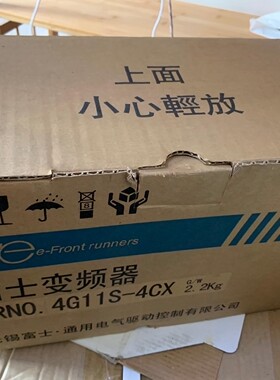 上面
小心輕放
e-Front runners
士变频器
RNO. 4G11S-4CX G/W 2.2Kg
锡富士·通用电气驱动控制有限公司